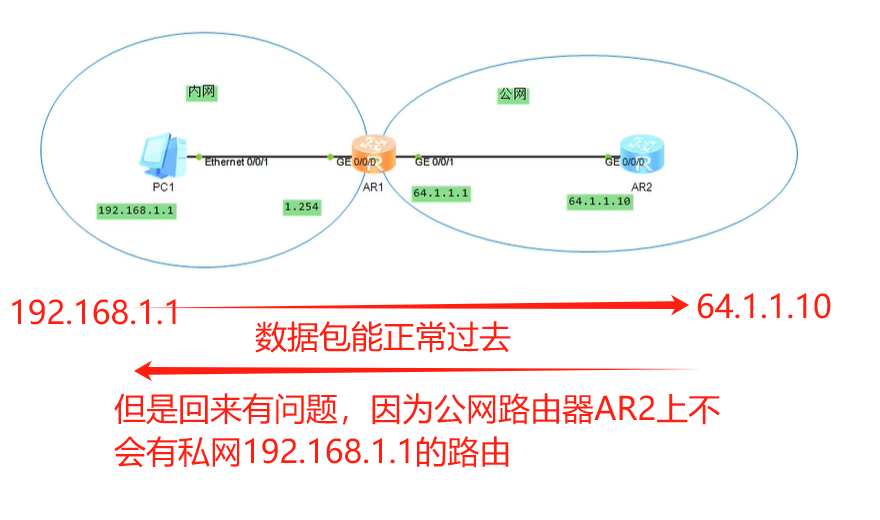 内网
公网
Ethernet 0/0/1
GE 0/0/0
GE 0/0/1
GE 0/0/0
PC1
AR1
AR2
192.168.1.1
1.254
64.1.1.1
64.1.1.10
192.168.1.1
64.1.1.10
数据包能正常过去
但是回来有问题，因为公网路由器AR2上不
会有私网192.168.1.1的路由